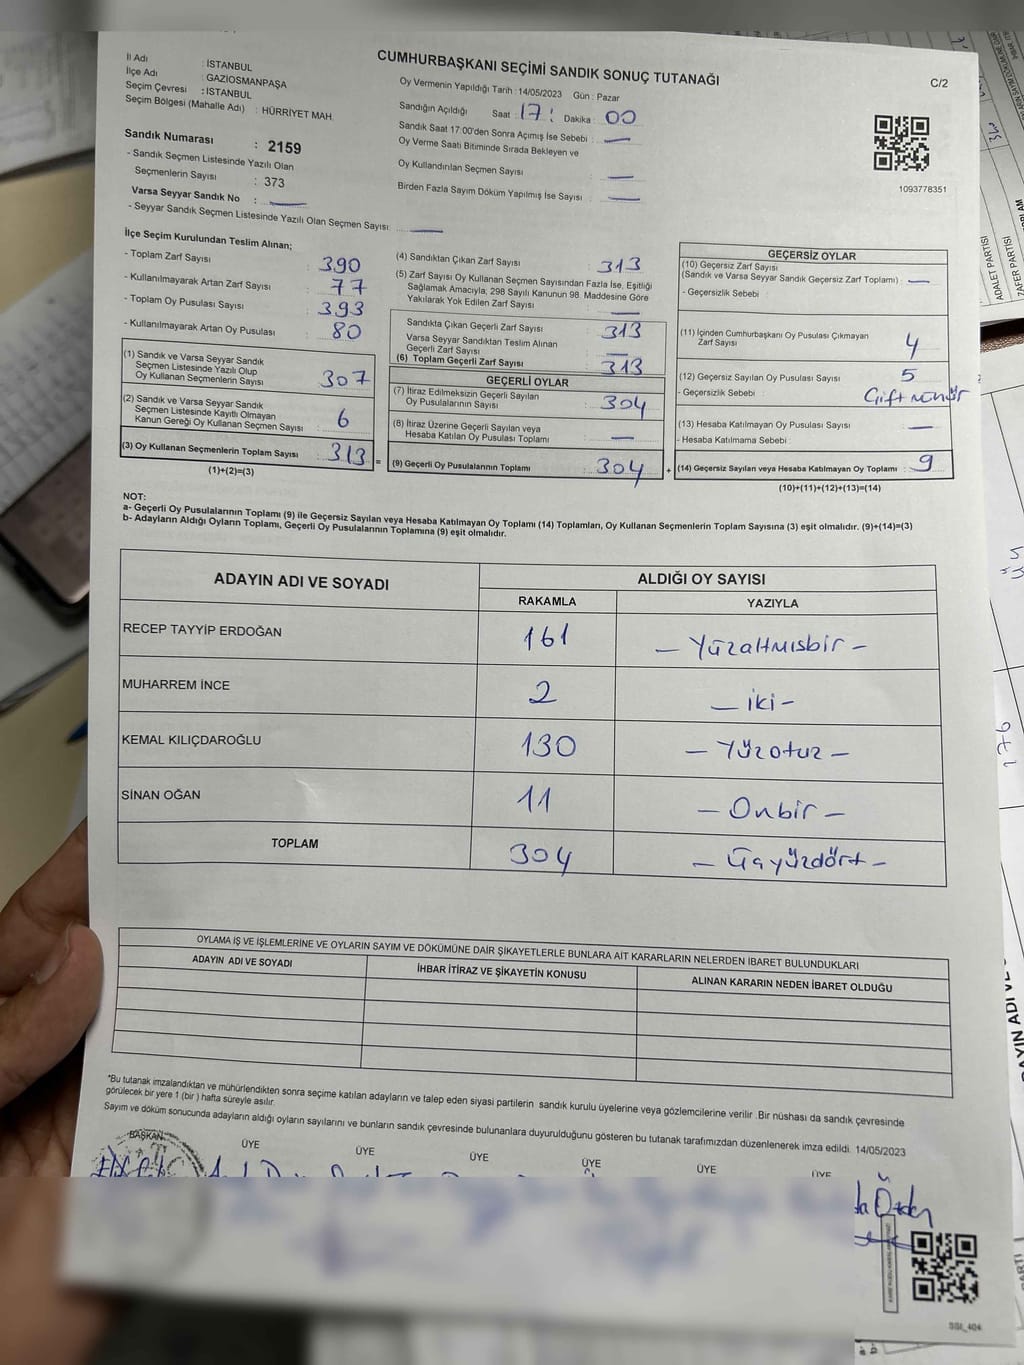 CUMHURBAŞKANI SEÇİMİ SANDIK SONUÇ TUTANAĞI
C/2
İl Adı : İSTANBUL
İlçe Adı : GAZİOSMANPAŞA
Seçim Çevresi : İSTANBUL
Seçim Bölgesi (Mahalle Adı) : HÜRRİYET MAH.
Sandık Numarası : 2159
- Sandık Seçmen Listesinde Yazılı Olan
Seçmenlerin Sayısı : 373
Varsa Seyyar Sandık No : —
- Seyyar Sandık Seçmen Listesinde Yazılı Olan Seçmen Sayısı : —
Oy Vermenin Yapıldığı Tarih : 14/05/2023 Gün : Pazar
Sandığın Açıldığı Saat : 17 : Dakika : 00
Sandık Saat 17:00'den Sonra Açımış İse Sebebi : —
Oy Verme Saati Bitiminde Sırada Bekleyen ve
Oy Kullandırılan Seçmen Sayısı : —
Birden Fazla Sayım Döküm Yapılmış İse Sayısı : —
1093778351
İlçe Seçim Kurulundan Teslim Alınan;
- Toplam Zarf Sayısı : 390
- Kullanılmayarak Artan Zarf Sayısı : 77
- Toplam Oy Pusulası Sayısı : 393
- Kullanılmayarak Artan Oy Pusulası : 80
(1) Sandık ve Varsa Seyyar Sandık
Seçmen Listesinde Yazılı Olup
Oy Kullanan Seçmenlerin Sayısı : 307
(2) Sandık ve Varsa Seyyar Sandık
Seçmen Listesinde Kayıtlı Olmayan
Kanun Gereği Oy Kullanan Seçmen Sayısı : 6
(3) Oy Kullanan Seçmenlerin Toplam Sayısı : 313 =
(1)+(2)=(3)
(4) Sandıktan Çıkan Zarf Sayısı : 313
(5) Zarf Sayısı Oy Kullanan Seçmen Sayısından Fazla İse, Eşitliği
Sağlamak Amacıyla, 298 Sayılı Kanunun 98. Maddesine Göre
Yakılarak Yok Edilen Zarf Sayısı : —
Sandıkta Çıkan Geçerli Zarf Sayısı : 313
Varsa Seyyar Sandıktan Teslim Alınan
Geçerli Zarf Sayısı : —
(6) Toplam Geçerli Zarf Sayısı : 313
GEÇERLİ OYLAR
(7) İtiraz Edilmeksizin Geçerli Sayılan
Oy Pusulalarının Sayısı : 304
(8) İtiraz Üzerine Geçerli Sayılan veya
Hesaba Katılan Oy Pusulası Toplamı : —
(9) Geçerli Oy Pusulalarının Toplamı : 304 +
GEÇERSİZ OYLAR
(10) Geçersiz Zarf Sayısı
(Sandık ve Varsa Seyyar Sandık Geçersiz Zarf Toplamı) : —
- Geçersizlik Sebebi :
(11) İçinden Cumhurbaşkanı Oy Pusulası Çıkmayan
Zarf Sayısı : 4
(12) Geçersiz Sayılan Oy Pusulası Sayısı : 5
- Geçersizlik Sebebi : Çift mühür
(13) Hesaba Katılmayan Oy Pusulası Sayısı : —
- Hesaba Katılmama Sebebi :
(14) Geçersiz Sayılan veya Hesaba Katılmayan Oy Toplamı : 9
(10)+(11)+(12)+(13)=(14)
NOT:
a- Geçerli Oy Pusulalarının Toplamı (9) ile Geçersiz Sayılan veya Hesaba Katılmayan Oy Toplamı (14) Toplamları, Oy Kullanan Seçmenlerin Toplam Sayısına (3) eşit olmalıdır. (9)+(14)=(3)
b- Adayların Aldığı Oyların Toplamı, Geçerli Oy Pusulalarının Toplamına (9) eşit olmalıdır.
ADAYIN ADI VE SOYADI ALDIĞI OY SAYISI
RAKAMLA YAZIYLA
RECEP TAYYİP ERDOĞAN 161 – Yüzaltmışbir –
MUHARREM İNCE 2 – iki –
KEMAL KILIÇDAROĞLU 130 – Yüzotuz –
SİNAN OĞAN 11 – Onbir –
TOPLAM 304 – Üçyüzdört –
OYLAMA İŞ VE İŞLEMLERİNE VE OYLARIN SAYIM VE DÖKÜMÜNE DAİR ŞİKAYETLERLE BUNLARA AİT KARARLARIN NELERDEN İBARET BULUNDUKLARI
ADAYIN ADI VE SOYADI İHBAR İTİRAZ VE ŞİKAYETİN KONUSU ALINAN KARARIN NEDEN İBARET OLDUĞU
*Bu tutanak imzalandıktan ve mühürlendikten sonra seçime katılan adayların ve talep eden siyasi partilerin sandık kurulu üyelerine veya gözlemcilerine verilir .Bir nüshası da sandık çevresinde
görülecek bir yere 1 (bir ) hafta süreyle asılır.
Sayım ve döküm sonucunda adayların aldığı oyların sayılarını ve bunların sandık çevresinde bulunanlara duyurulduğunu gösteren bu tutanak tarafımızdan düzenlenerek imza edildi. 14/05/2023
BAŞKAN ÜYE ÜYE ÜYE ÜYE ÜYE ÜYE
SSI_404
ADALET PARTİSİ
ZAFER PARTİSİ
176